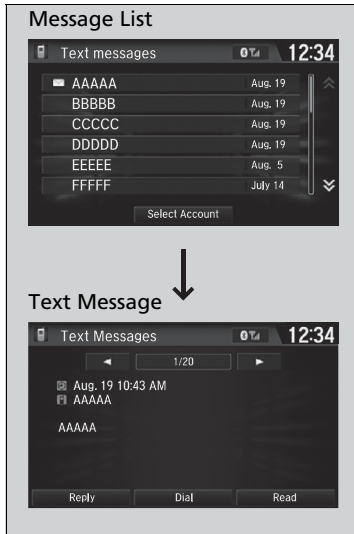 Message List
Text messages 12:34
AAAAA Aug. 19
BBBBB Aug. 19
CCCCC Aug. 19
DDDDD Aug. 19
EEEEE Aug. 5
FFFFF July 14
Select Account
Text Message
Text Messages 12:34
1/20
Aug. 19 10:43 AM
AAAAA
AAAAA
Reply Dial Read